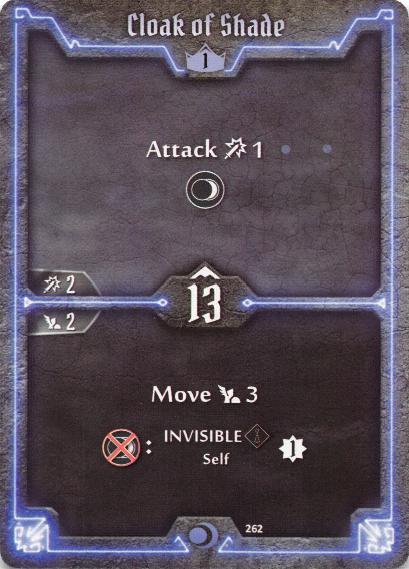 Cloak of Shade
1
Attack 1
2
13
2
Move 3
: INVISIBLE
Self
1
262